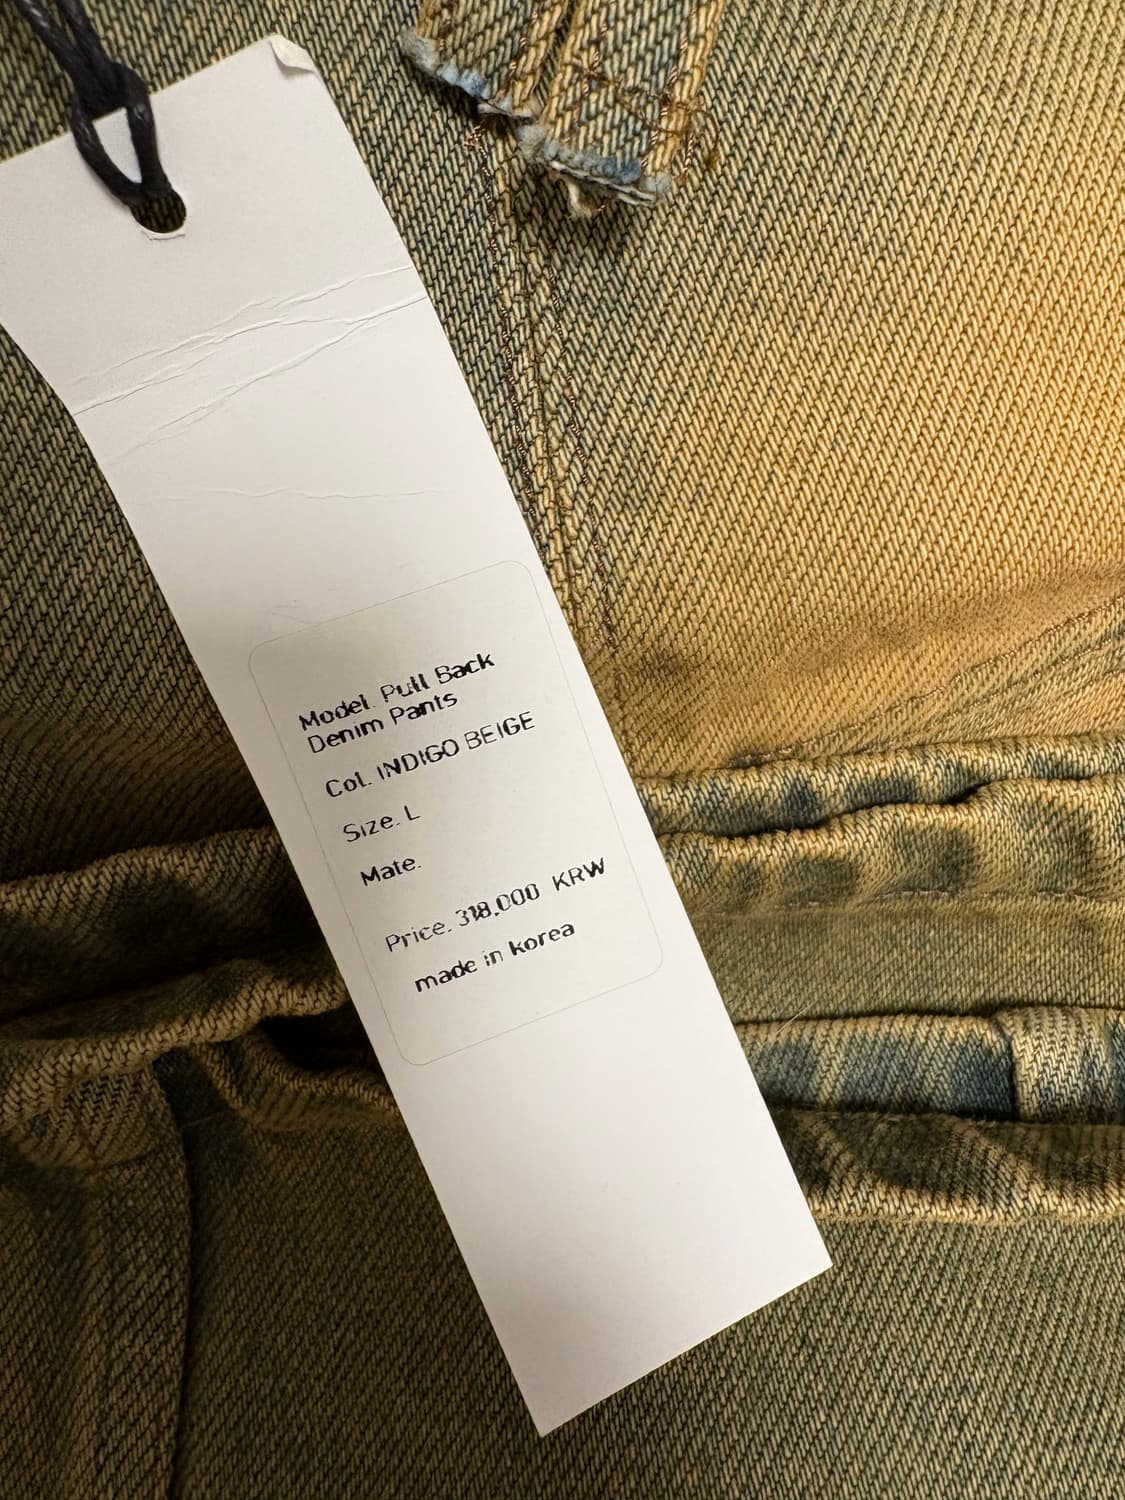 Model. Pull Back
Denim Pants
Col. INDIGO BEIGE
Size. L
Mate.
Price. 318,000 KRW
made in korea